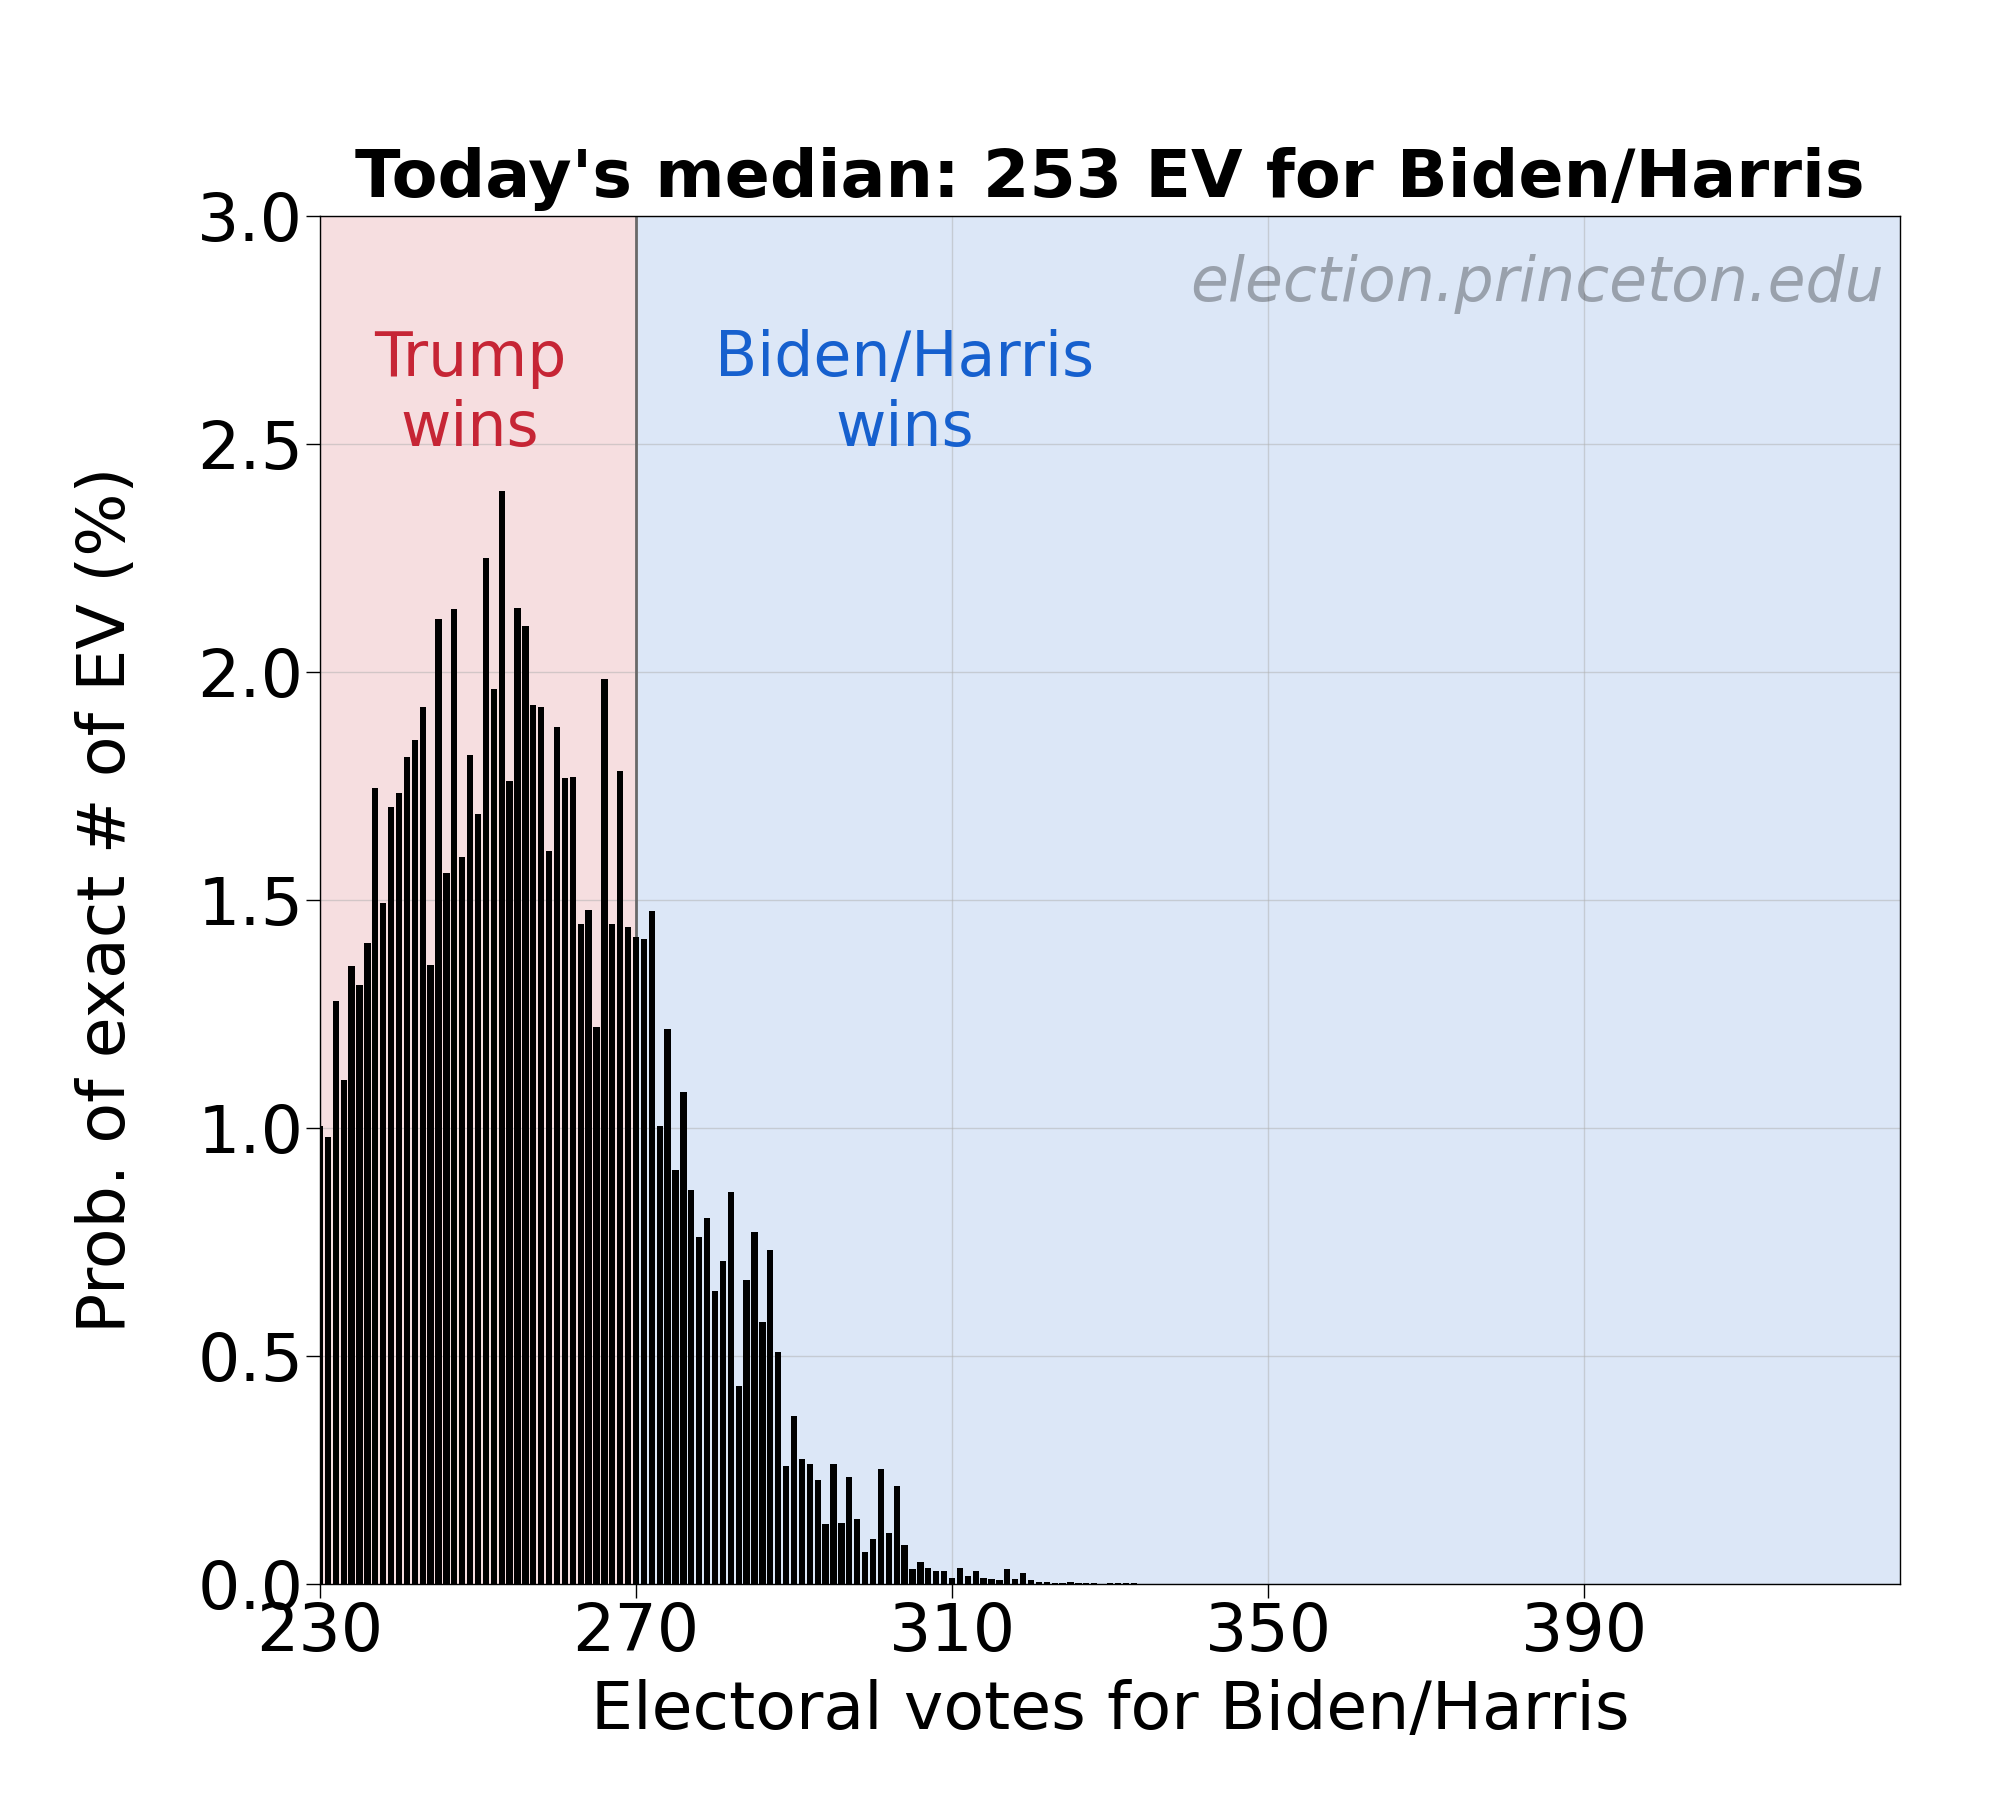 Today's median: 253 EV for Biden/Harris
election.princeton.edu
Trump
wins
Biden/Harris
wins
Prob. of exact # of EV (%)
3.0
2.5
2.0
1.5
1.0
0.5
0.0
230 270 310 350 390
Electoral votes for Biden/Harris